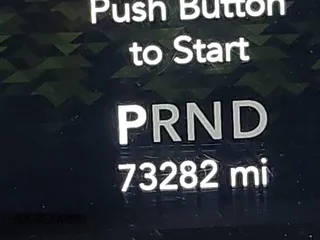 Push Button
to Start
PRND
73282 mi